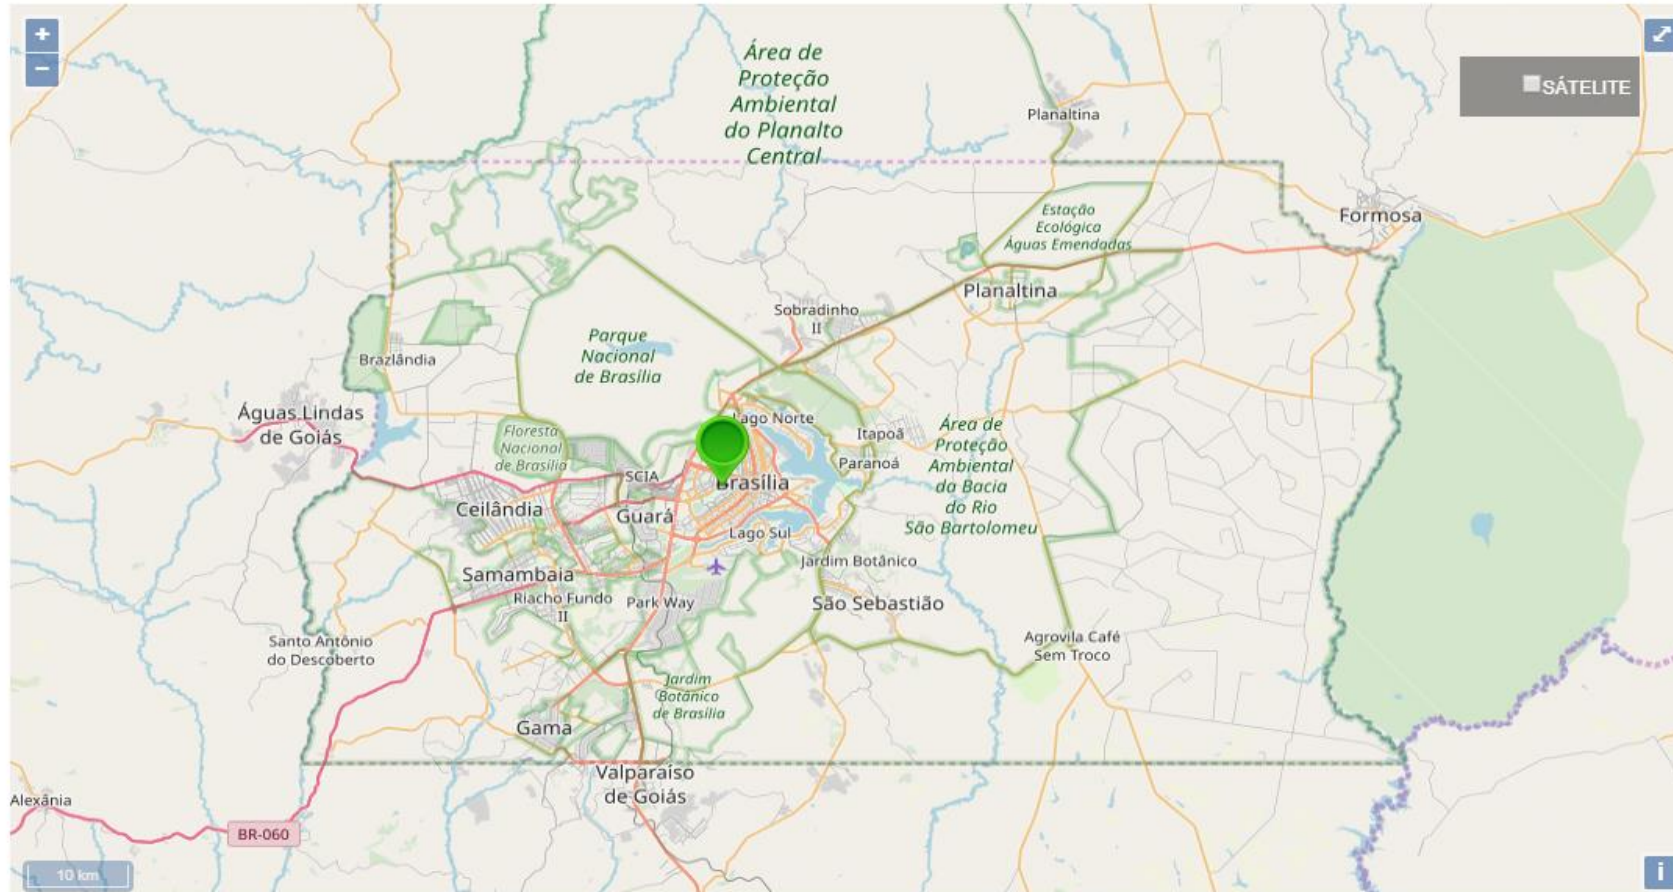 +
−
Área de
Proteção
Ambiental
do Planalto
Central
SÁTELITE
Planaltina
Formosa
Estação
Ecológica
Águas Emendadas
Planaltina
Sobradinho
II
Parque
Nacional
de Brasília
Brazlândia
Águas Lindas
de Goiás
Lago Norte
Floresta
Nacional
de Brasília
Itapoã
Paranoá
Área de
Proteção
Ambiental
da Bacia
do Rio
São Bartolomeu
SCIA
Brasília
Ceilândia
Guará
Lago Sul
Jardim Botânico
Samambaia
Riacho Fundo
II
Park Way
São Sebastião
Santo Antônio
do Descoberto
Agrovila Café
Sem Troco
Jardim
Botânico
de Brasília
Gama
Valparaíso
de Goiás
Alexânia
BR-060
10 km
i